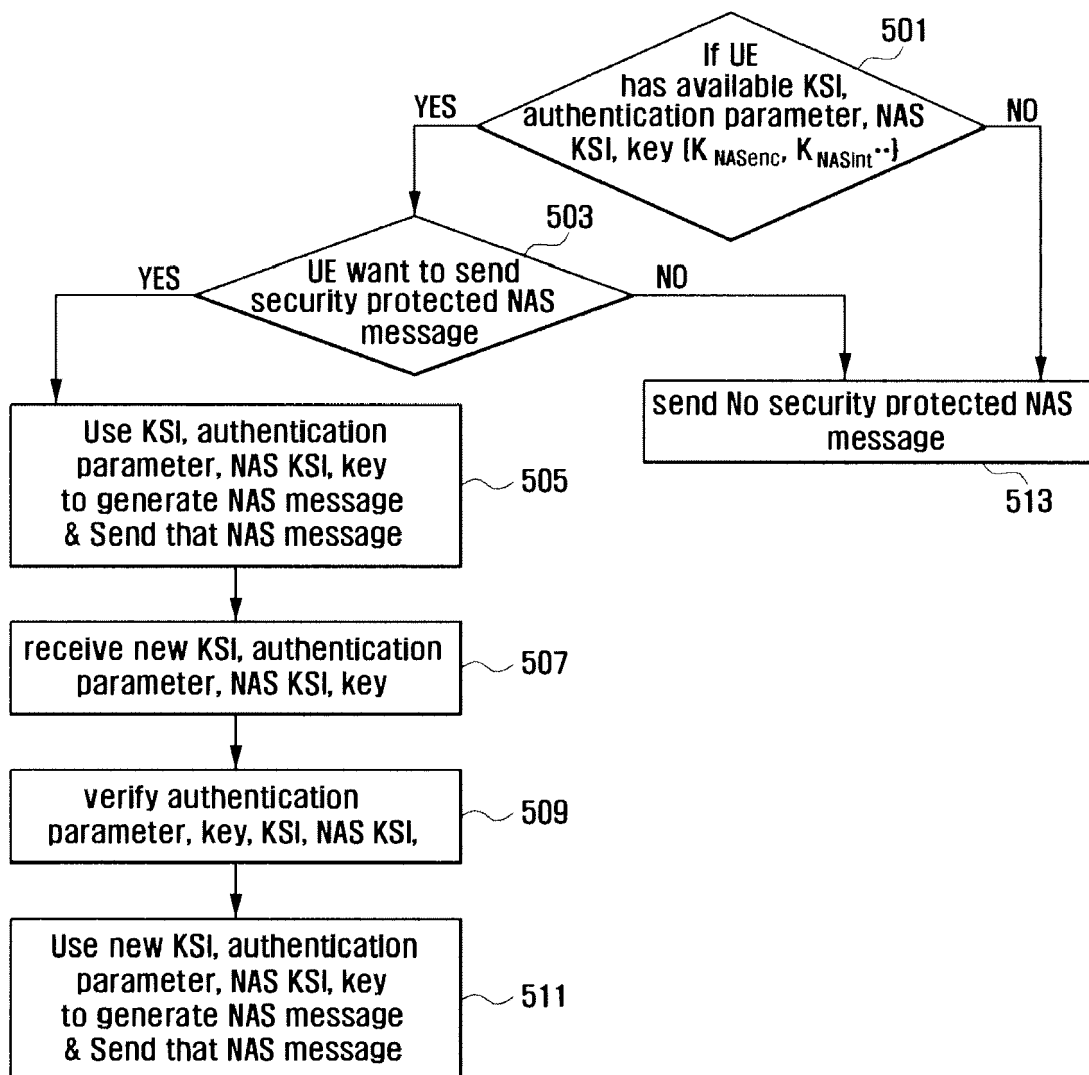 501
If UE
has available KSI,
authentication parameter, NAS
KSI, key (K NASenc, K NASint··)
YES
NO
503
UE want to send
security protected NAS
message
YES
NO
Use KSI, authentication
parameter, NAS KSI, key
to generate NAS message
& Send that NAS message
505
send No security protected NAS
message
513
receive new KSI, authentication
parameter, NAS KSI, key
507
verify authentication
parameter, key, KSI, NAS KSI,
509
Use new KSI, authentication
parameter, NAS KSI, key
to generate NAS message
& Send that NAS message
511